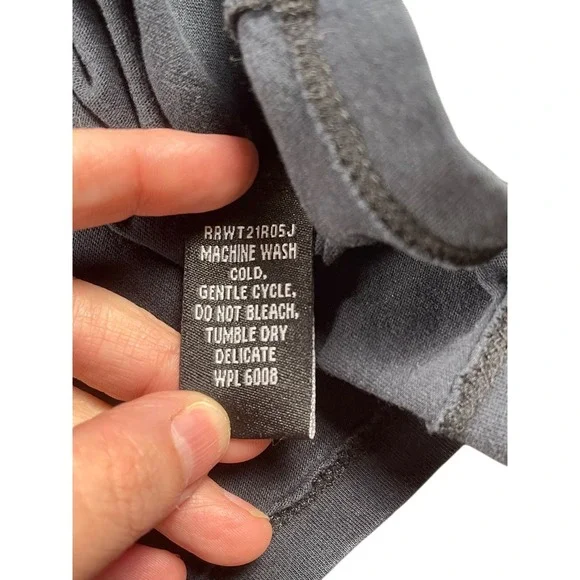 RRWT21R05J
MACHINE WASH
COLD,
GENTLE CYCLE,
DO NOT BLEACH,
TUMBLE DRY
DELICATE
WPL 6008